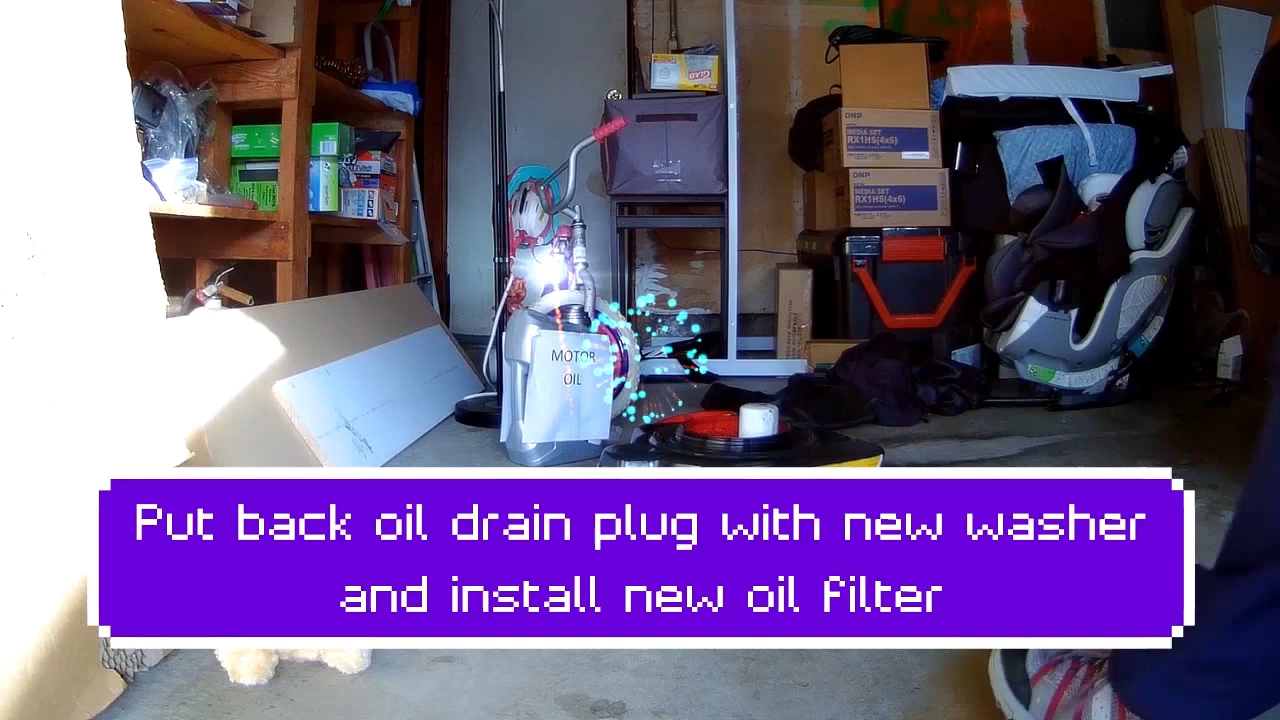 GLAD
DNP
MEDIA SET
RX1HS(4x6)
DNP
MEDIA SET
RX1HS(4x6)
MOTOR
OIL
Put back oil drain plug with new washer
and install new oil filter